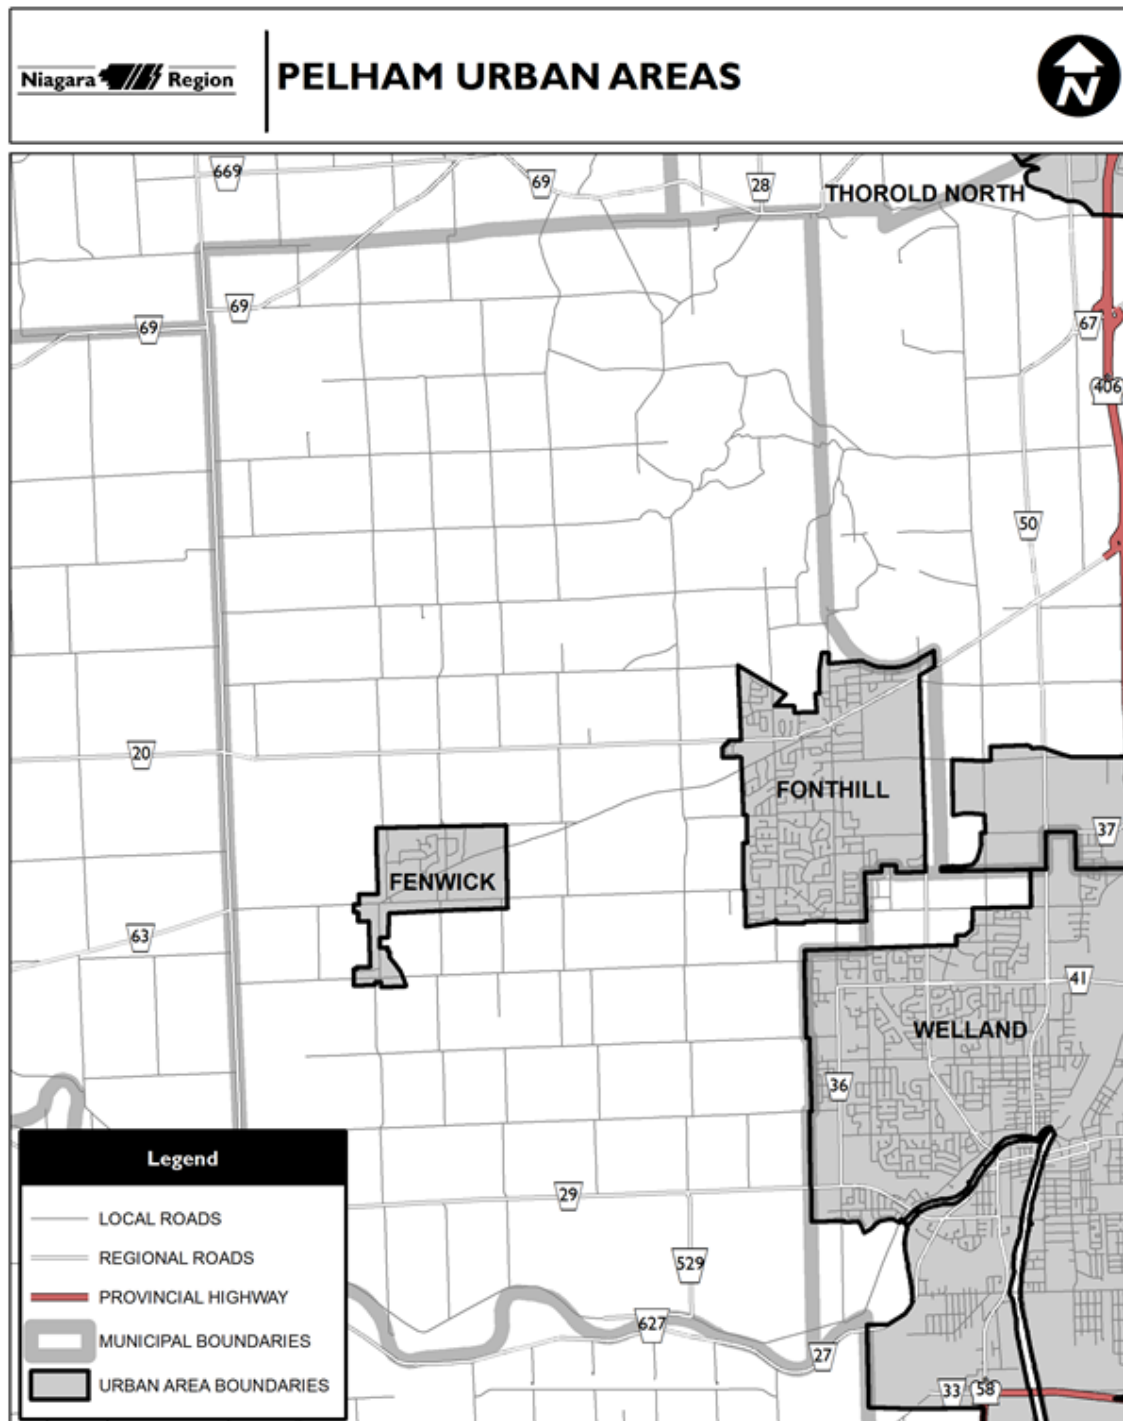 Niagara Region
PELHAM URBAN AREAS
N
669
69
28
THOROLD NORTH
69
69
67
406
50
20
FONTHILL
37
FENWICK
63
41
WELLAND
36
Legend
LOCAL ROADS
REGIONAL ROADS
PROVINCIAL HIGHWAY
MUNICIPAL BOUNDARIES
URBAN AREA BOUNDARIES
29
529
627
27
33
58